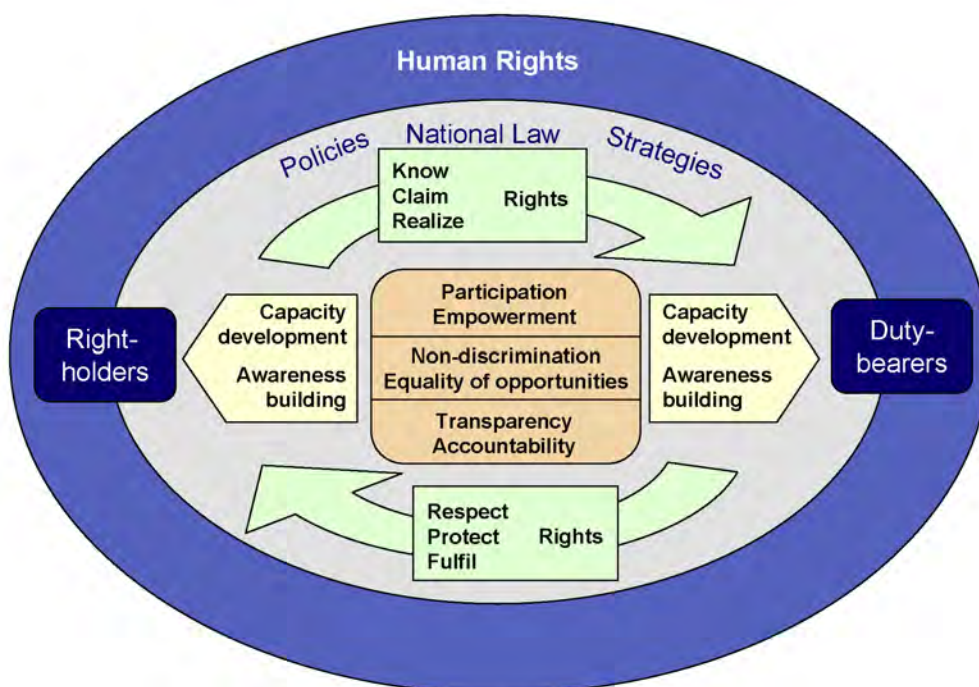 Human Rights
Policies National Law Strategies
Know
Claim
Realize
Rights
Participation
Empowerment
Non-discrimination
Equality of opportunities
Transparency
Accountability
Right-
holders
Capacity
development
Awareness
building
Capacity
development
Awareness
building
Duty-
bearers
Respect
Protect
Fulfil
Rights